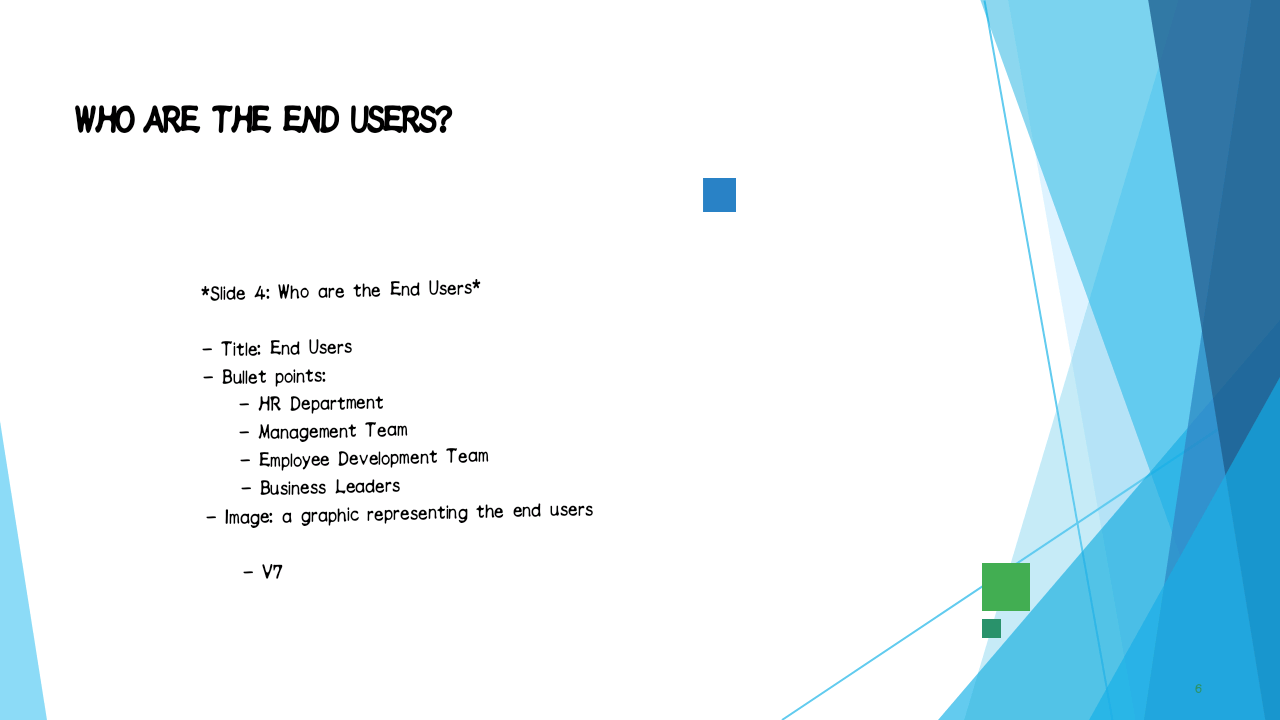 WHO ARE THE END USERS?
*Slide 4: Who are the End Users*
- Title: End Users
- Bullet points:
- HR Department
- Management Team
- Employee Development Team
- Business Leaders
- Image: a graphic representing the end users
- V7
6